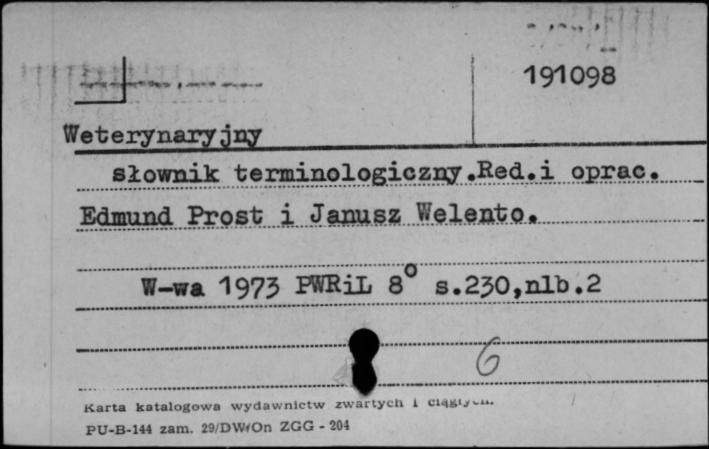 191098
Weterynaryjny
słownik terminologiczny.Red.i oprac.
Edmund Prost i Janusz Welento.
W-wa 1973 PWRiL 8° s.230,nlb.2
6
Karta katalogowa wydawnictw zwartych i ciągłych.
PU-B-144 zam. 29/DW/On ZGG - 204